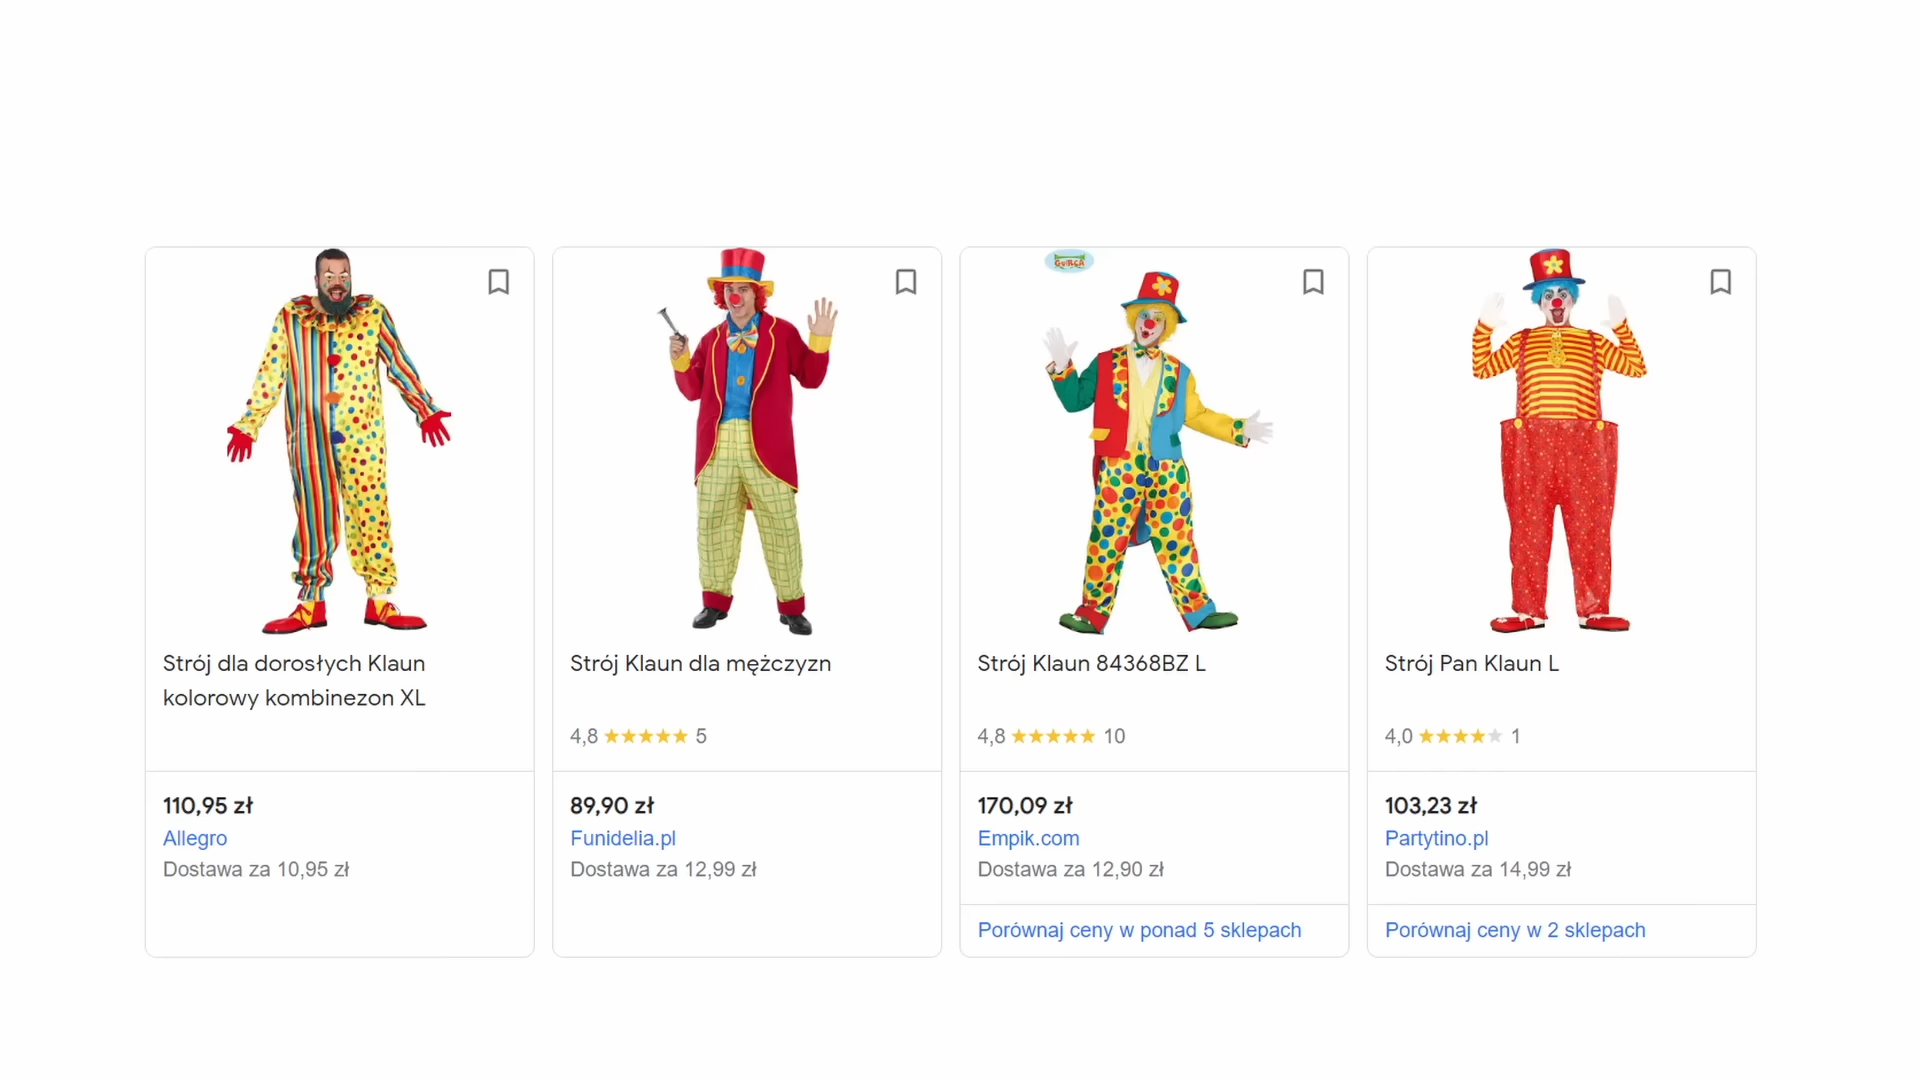 GUIRCA
Strój dla dorosłych Klaun
kolorowy kombinezon XL
110,95 zł
Allegro
Dostawa za 10,95 zł
Strój Klaun dla mężczyzn
4,8 ★★★★★ 5
89,90 zł
Funidelia.pl
Dostawa za 12,99 zł
Strój Klaun 84368BZ L
4,8 ★★★★★ 10
170,09 zł
Empik.com
Dostawa za 12,90 zł
Porównaj ceny w ponad 5 sklepach
Strój Pan Klaun L
4,0 ★★★★★ 1
103,23 zł
Partytino.pl
Dostawa za 14,99 zł
Porównaj ceny w 2 sklepach